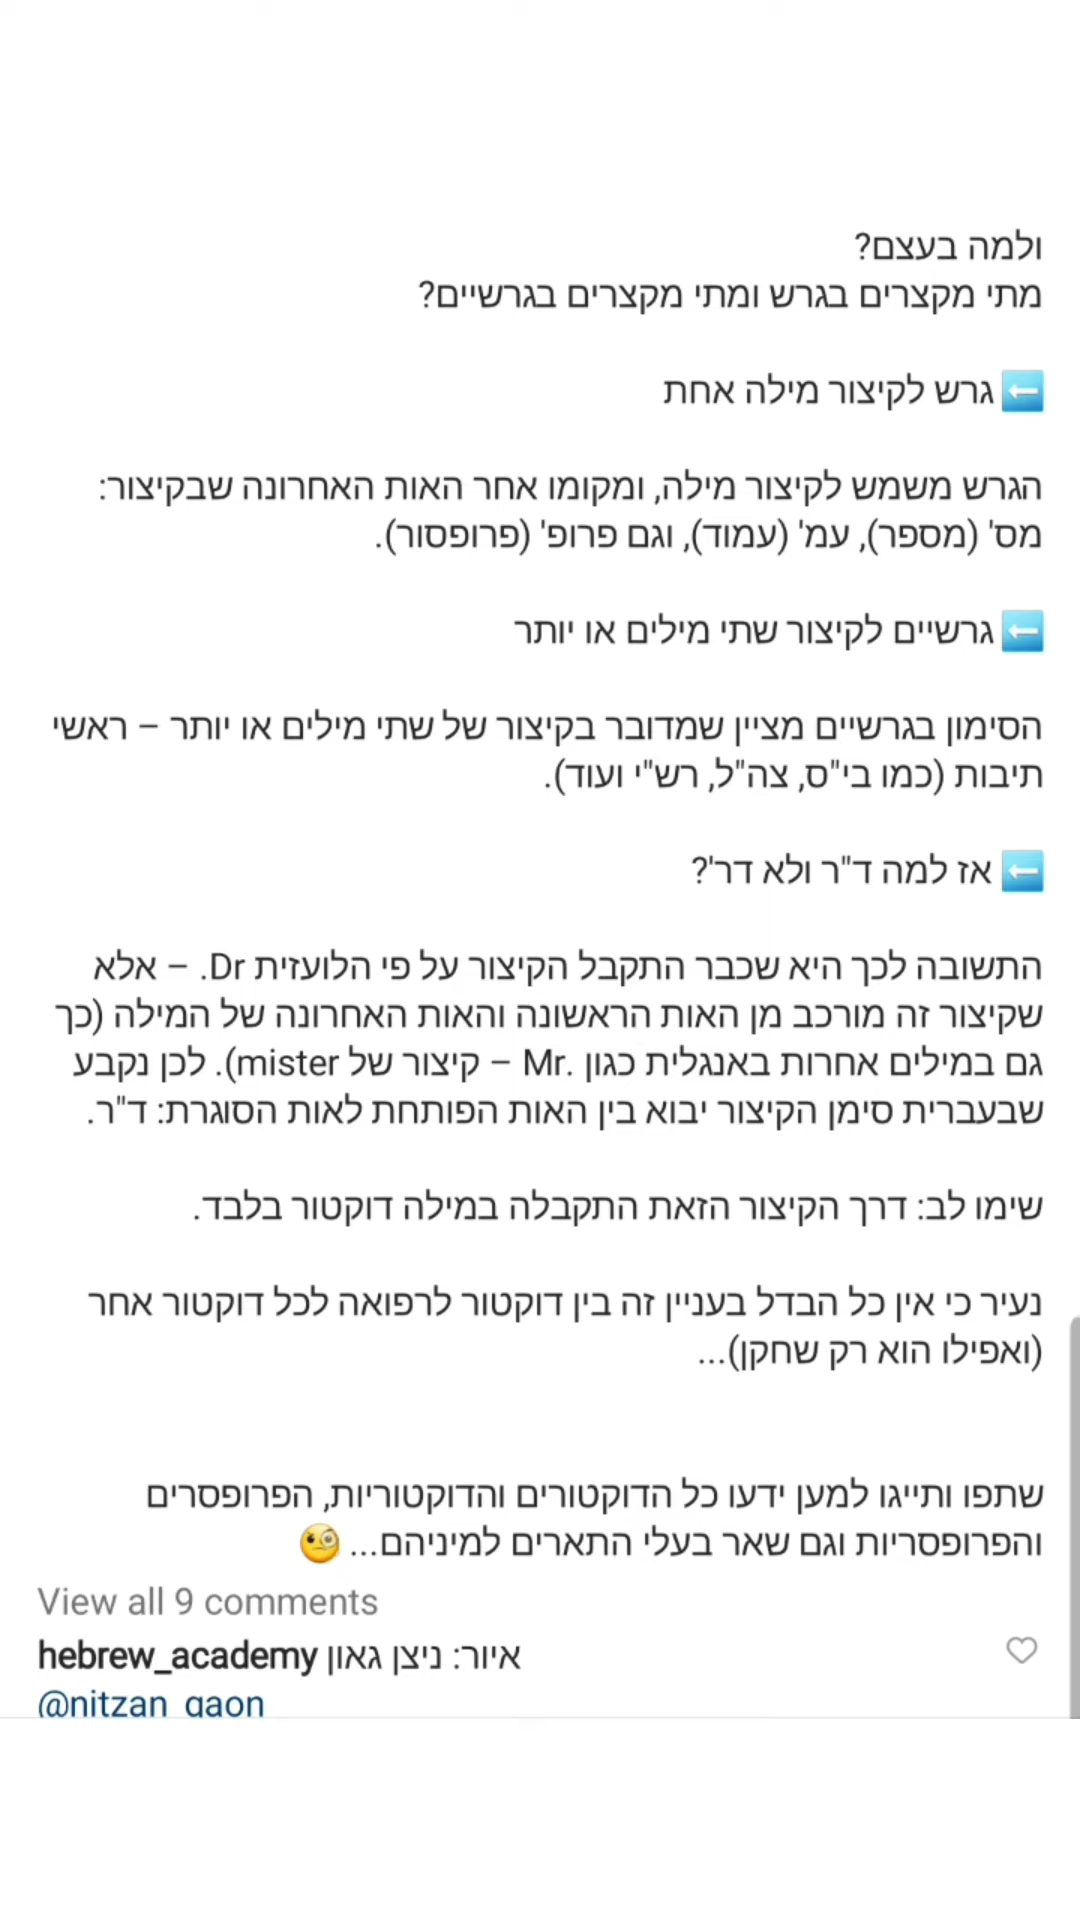 ולמה בעצם?
מתי מקצרים בגרש ומתי מקצרים בגרשיים?
⬅️ גרש לקיצור מילה אחת
הגרש משמש לקיצור מילה, ומקומו אחר האות האחרונה שבקיצור:
מס' (מספר), עמ' (עמוד), וגם פרופ' (פרופסור).
⬅️ גרשיים לקיצור שתי מילים או יותר
הסימון בגרשיים מציין שמדובר בקיצור של שתי מילים או יותר – ראשי
תיבות (כמו בי"ס, צה"ל, רש"י ועוד).
⬅️ אז למה ד"ר ולא דר'?
התשובה לכך היא שכבר התקבל הקיצור על פי הלועזית Dr. – אלא
שקיצור זה מורכב מן האות הראשונה והאות האחרונה של המילה (כך
גם במילים אחרות באנגלית כגון Mr. – קיצור של mister). לכן נקבע
שבעברית סימן הקיצור יבוא בין האות הפותחת לאות הסוגרת: ד"ר.
שימו לב: דרך הקיצור הזאת התקבלה במילה דוקטור בלבד.
נעיר כי אין כל הבדל בעניין זה בין דוקטור לרפואה לכל דוקטור אחר
(ואפילו הוא רק שחקן)...
שתפו ותייגו למען ידעו כל הדוקטורים והדוקטוריות, הפרופסרים
והפרופסריות וגם שאר בעלי התארים למיניהם... 🧐
View all 9 comments
hebrew_academy איור: ניצן גאון
@nitzan_gaon